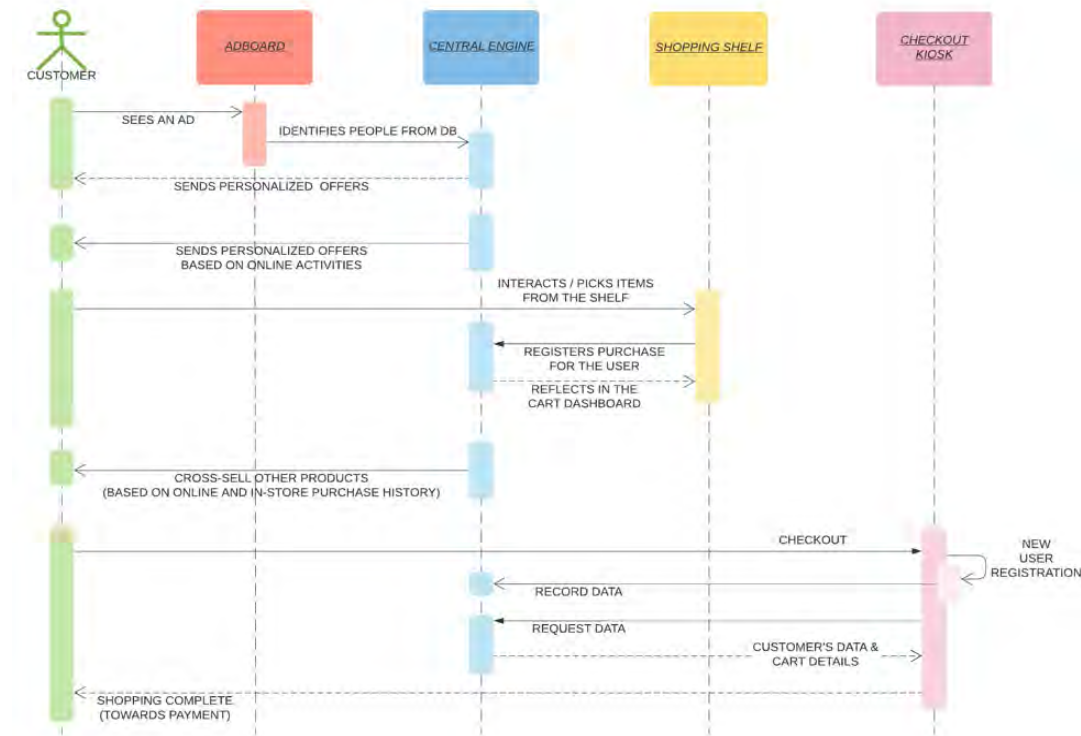 CUSTOMER
ADBOARD
CENTRAL ENGINE
SHOPPING SHELF
CHECKOUT
KIOSK
SEES AN AD
IDENTIFIES PEOPLE FROM DB
SENDS PERSONALIZED OFFERS
SENDS PERSONALIZED OFFERS
BASED ON ONLINE ACTIVITIES
INTERACTS / PICKS ITEMS
FROM THE SHELF
REGISTERS PURCHASE
FOR THE USER
REFLECTS IN THE
CART DASHBOARD
CROSS-SELL OTHER PRODUCTS
(BASED ON ONLINE AND IN-STORE PURCHASE HISTORY)
CHECKOUT
NEW
USER
REGISTRATION
RECORD DATA
REQUEST DATA
CUSTOMER'S DATA &
CART DETAILS
SHOPPING COMPLETE
(TOWARDS PAYMENT)